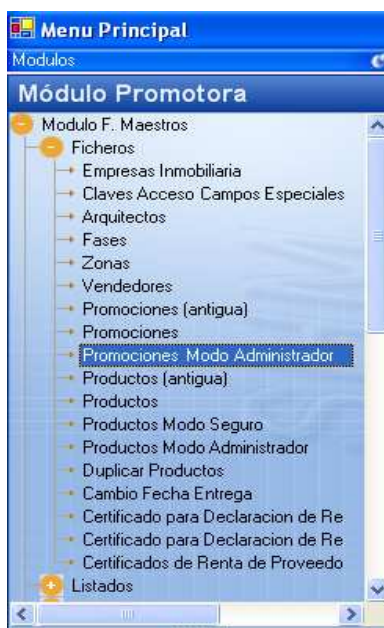 Menu Principal
Modulos
Módulo Promotora
Modulo F. Maestros
Ficheros
Empresas Inmobiliaria
Claves Acceso Campos Especiales
Arquitectos
Fases
Zonas
Vendedores
Promociones (antigua)
Promociones
Promociones Modo Administrador
Productos (antigua)
Productos
Productos Modo Seguro
Productos Modo Administrador
Duplicar Productos
Cambio Fecha Entrega
Certificado para Declaracion de Re
Certificado para Declaracion de Re
Certificados de Renta de Proveedo
Listados